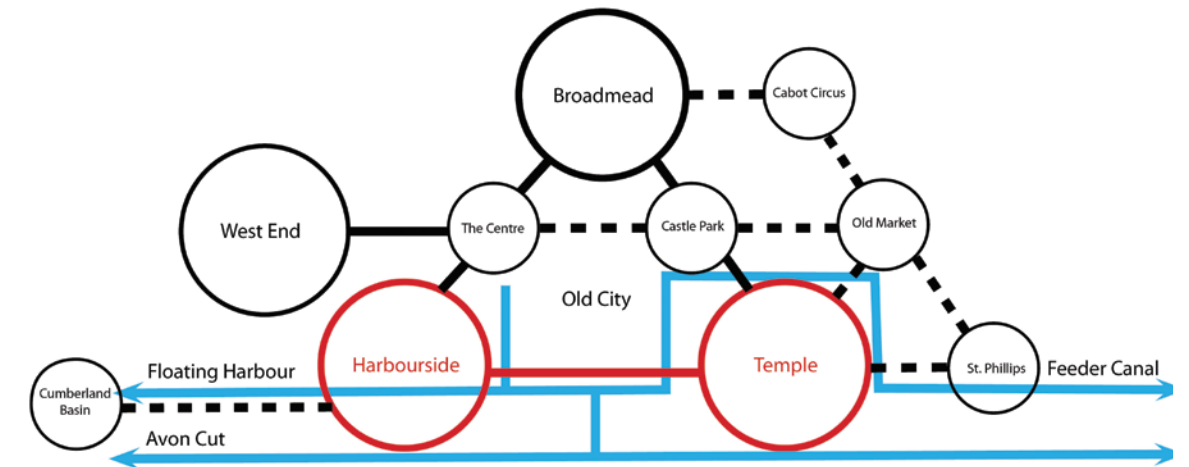 Broadmead
Cabot Circus
West End
The Centre
Castle Park
Old Market
Old City
Harbourside
Temple
St. Phillips
Floating Harbour
Feeder Canal
Cumberland
Basin
Avon Cut